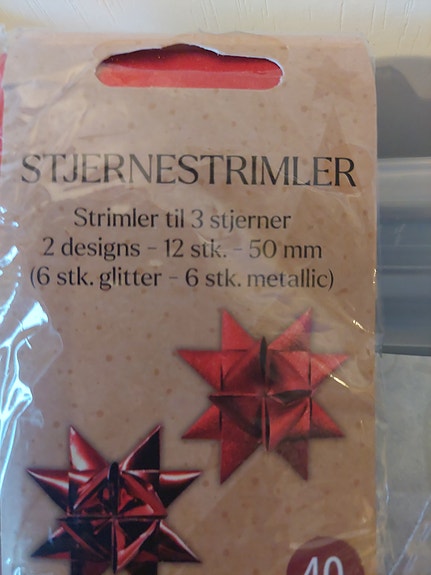 STJERNESTRIMLER
Strimler til 3 stjerner
2 designs - 12 stk. - 50 mm
(6 stk. glitter - 6 stk. metallic)
40